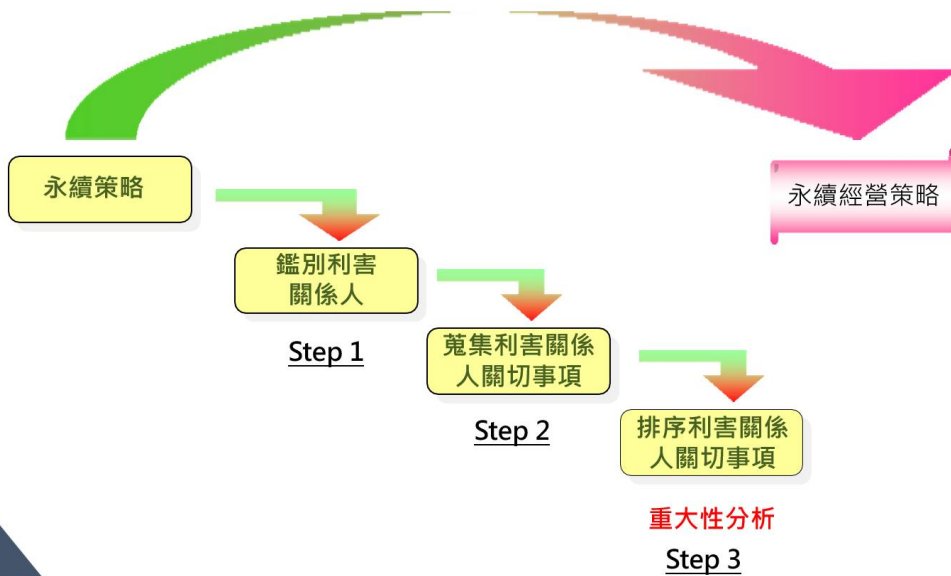 永續策略
永續經營策略
鑑別利害
關係人
Step 1
蒐集利害關係
人關切事項
Step 2
排序利害關係
人關切事項
重大性分析
Step 3